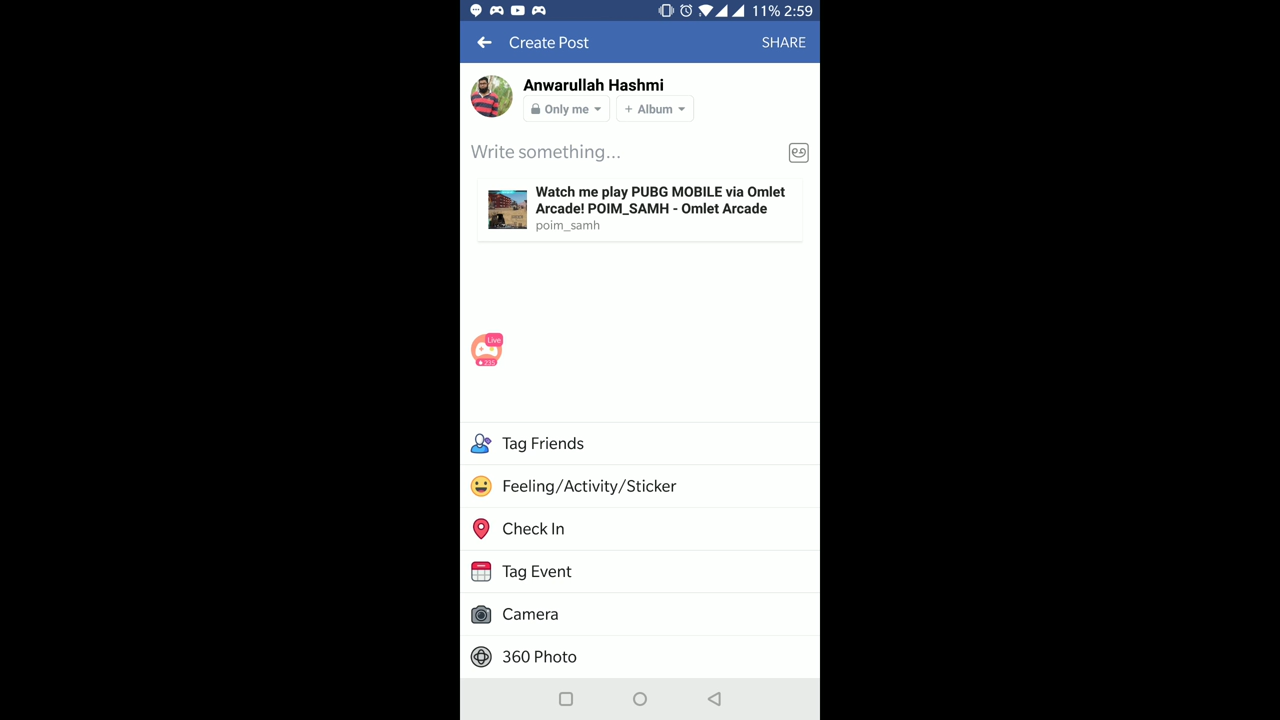 11% 2:59
Create Post
SHARE
Anwarullah Hashmi
Only me
+ Album
Write something...
Watch me play PUBG MOBILE via Omlet
Arcade! POIM_SAMH - Omlet Arcade
poim_samh
Live
235
Tag Friends
Feeling/Activity/Sticker
Check In
Tag Event
Camera
360 Photo